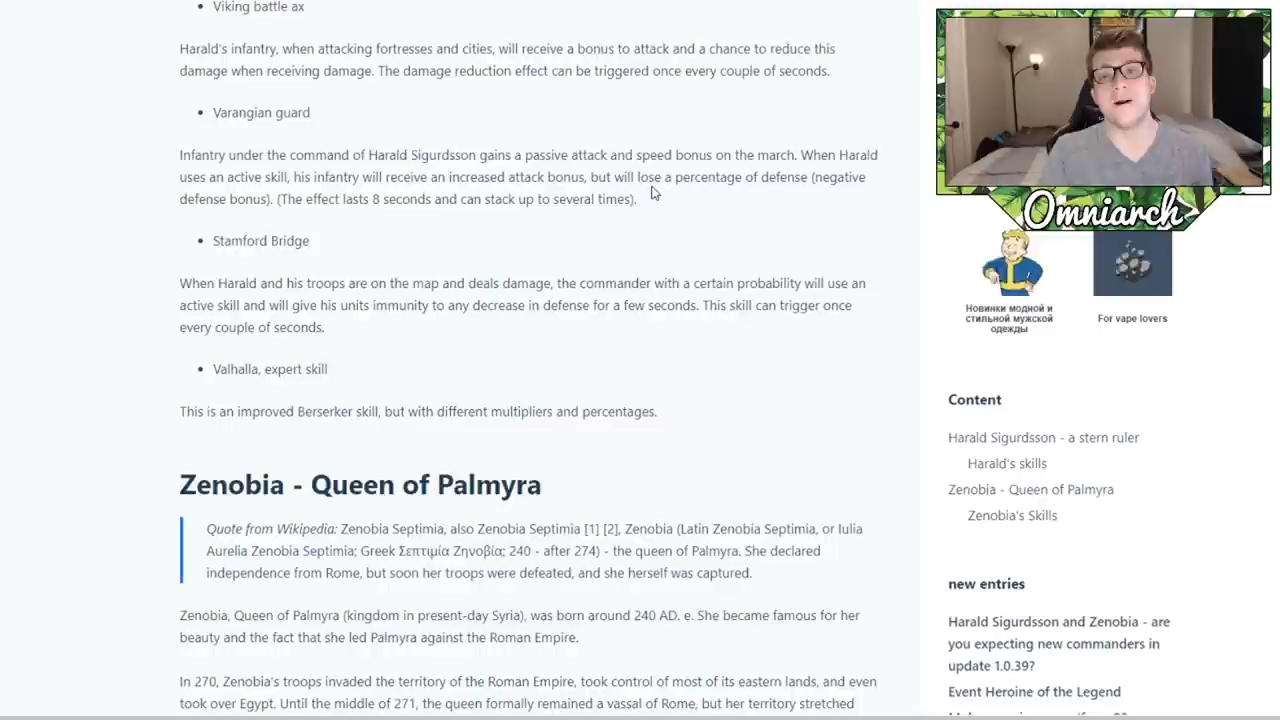 Viking battle ax
Harald's infantry, when attacking fortresses and cities, will receive a bonus to attack and a chance to reduce this
damage when receiving damage. The damage reduction effect can be triggered once every couple of seconds.
Varangian guard
Infantry under the command of Harald Sigurdsson gains a passive attack and speed bonus on the march. When Harald
uses an active skill, his infantry will receive an increased attack bonus, but will lose a percentage of defense (negative
defense bonus). (The effect lasts 8 seconds and can stack up to several times).
Stamford Bridge
When Harald and his troops are on the map and deals damage, the commander with a certain probability will use an
active skill and will give his units immunity to any decrease in defense for a few seconds. This skill can trigger once
every couple of seconds.
Valhalla, expert skill
This is an improved Berserker skill, but with different multipliers and percentages.
Zenobia - Queen of Palmyra
Quote from Wikipedia: Zenobia Septimia, also Zenobia Septimia [1] [2], Zenobia (Latin Zenobia Septimia, or Iulia
Aurelia Zenobia Septimia; Greek Σεπτιμία Ζηνοβία; 240 - after 274) - the queen of Palmyra. She declared
independence from Rome, but soon her troops were defeated, and she herself was captured.
Zenobia, Queen of Palmyra (kingdom in present-day Syria), was born around 240 AD. e. She became famous for her
beauty and the fact that she led Palmyra against the Roman Empire.
In 270, Zenobia's troops invaded the territory of the Roman Empire, took control of most of its eastern lands, and even
took over Egypt. Until the middle of 271, the queen formally remained a vassal of Rome, but her territory stretched
Omniarch
Новинки модной и
стильной мужской
одежды
For vape lovers
Content
Harald Sigurdsson - a stern ruler
Harald's skills
Zenobia - Queen of Palmyra
Zenobia's Skills
new entries
Harald Sigurdsson and Zenobia - are
you expecting new commanders in
update 1.0.39?
Event Heroine of the Legend